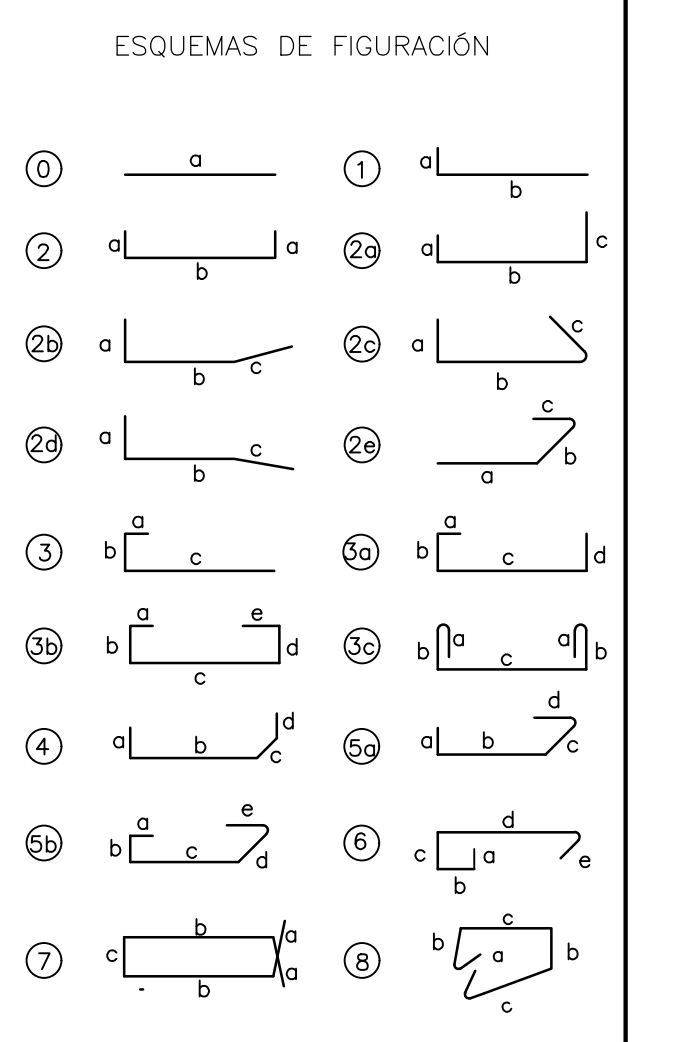 ESQUEMAS DE FIGURACIÓN
0 a
1 a b
2 a b a
2a a b c
2b a b c
2c a b c
2d a b c
2e a b c
3 a b c
3a a b c d
3b a b c d e
3c b a c a b
4 a b c d
5a a b c d
5b a b c d e
6 c b a d e
7 b c a a b
8 c b a b c